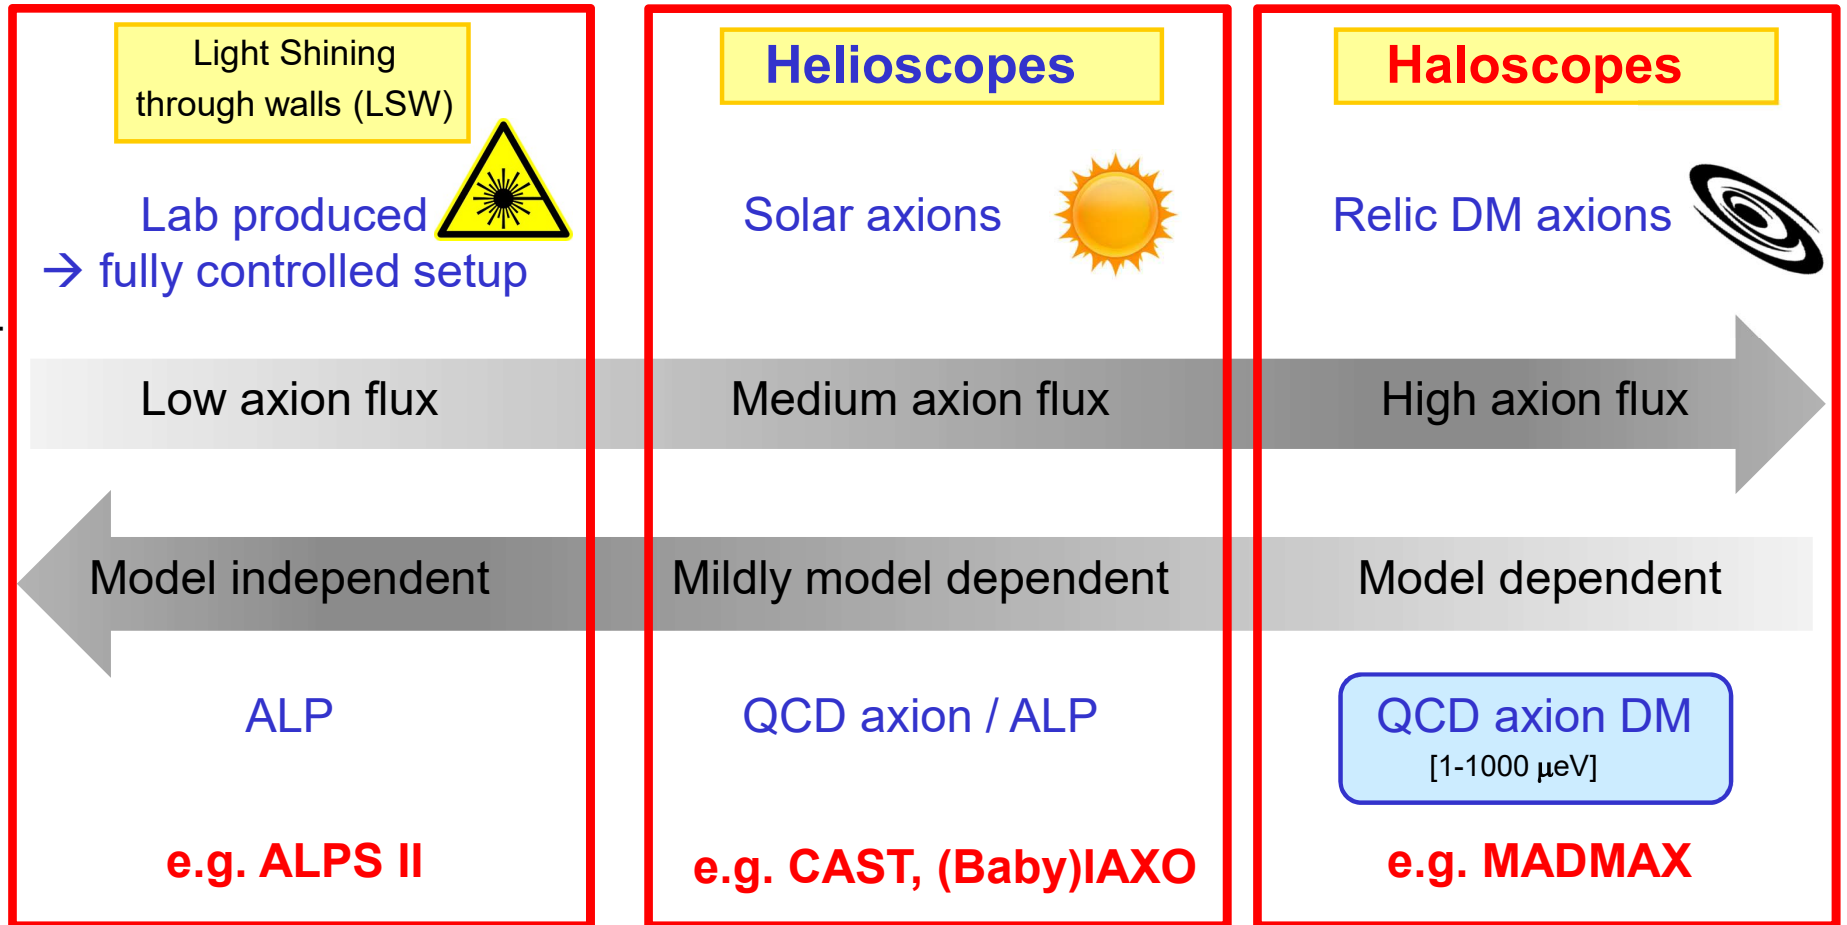 Light Shining
through walls (LSW)
Lab produced
→ fully controlled setup
Helioscopes
Solar axions
Haloscopes
Relic DM axions
Low axion flux
Medium axion flux
High axion flux
Model independent
Mildly model dependent
Model dependent
ALP
QCD axion / ALP
QCD axion DM
[1-1000 μeV]
e.g. ALPS II
e.g. CAST, (Baby)IAXO
e.g. MADMAX